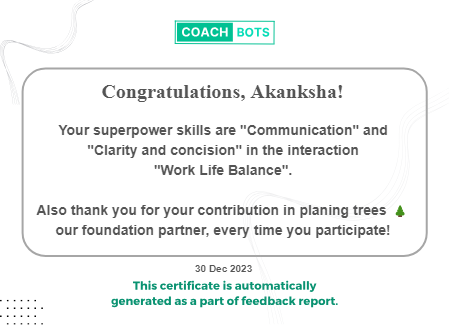 COACH BOTS
Congratulations, Akanksha!
Your superpower skills are "Communication" and
"Clarity and concision" in the interaction
"Work Life Balance".
Also thank you for your contribution in planing trees 🌲
our foundation partner, every time you participate!
30 Dec 2023
This certificate is automatically
generated as a part of feedback report.